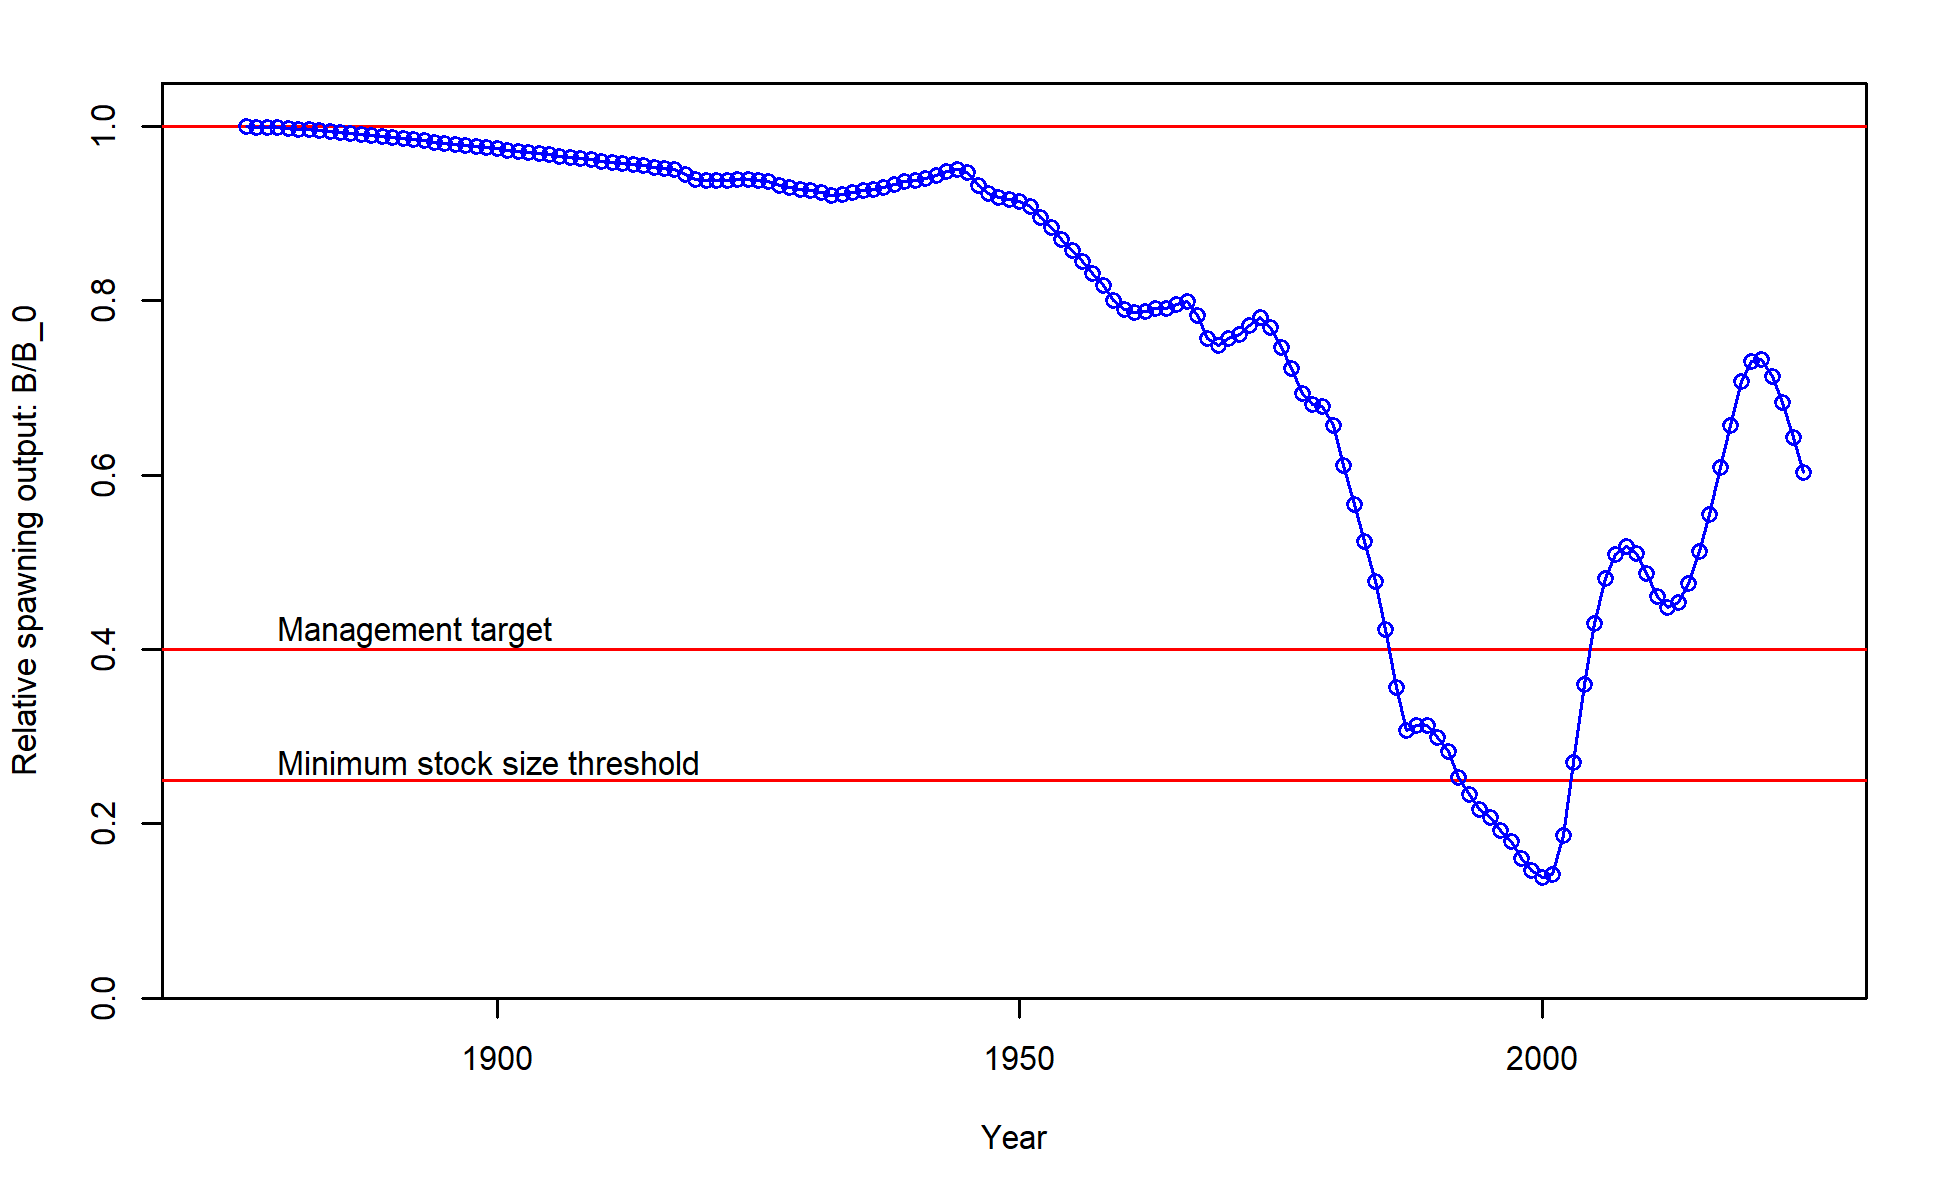 Relative spawning output: B/B_0
1.0
0.8
0.6
0.4
0.2
0.0
Management target
Minimum stock size threshold
1900
1950
2000
Year